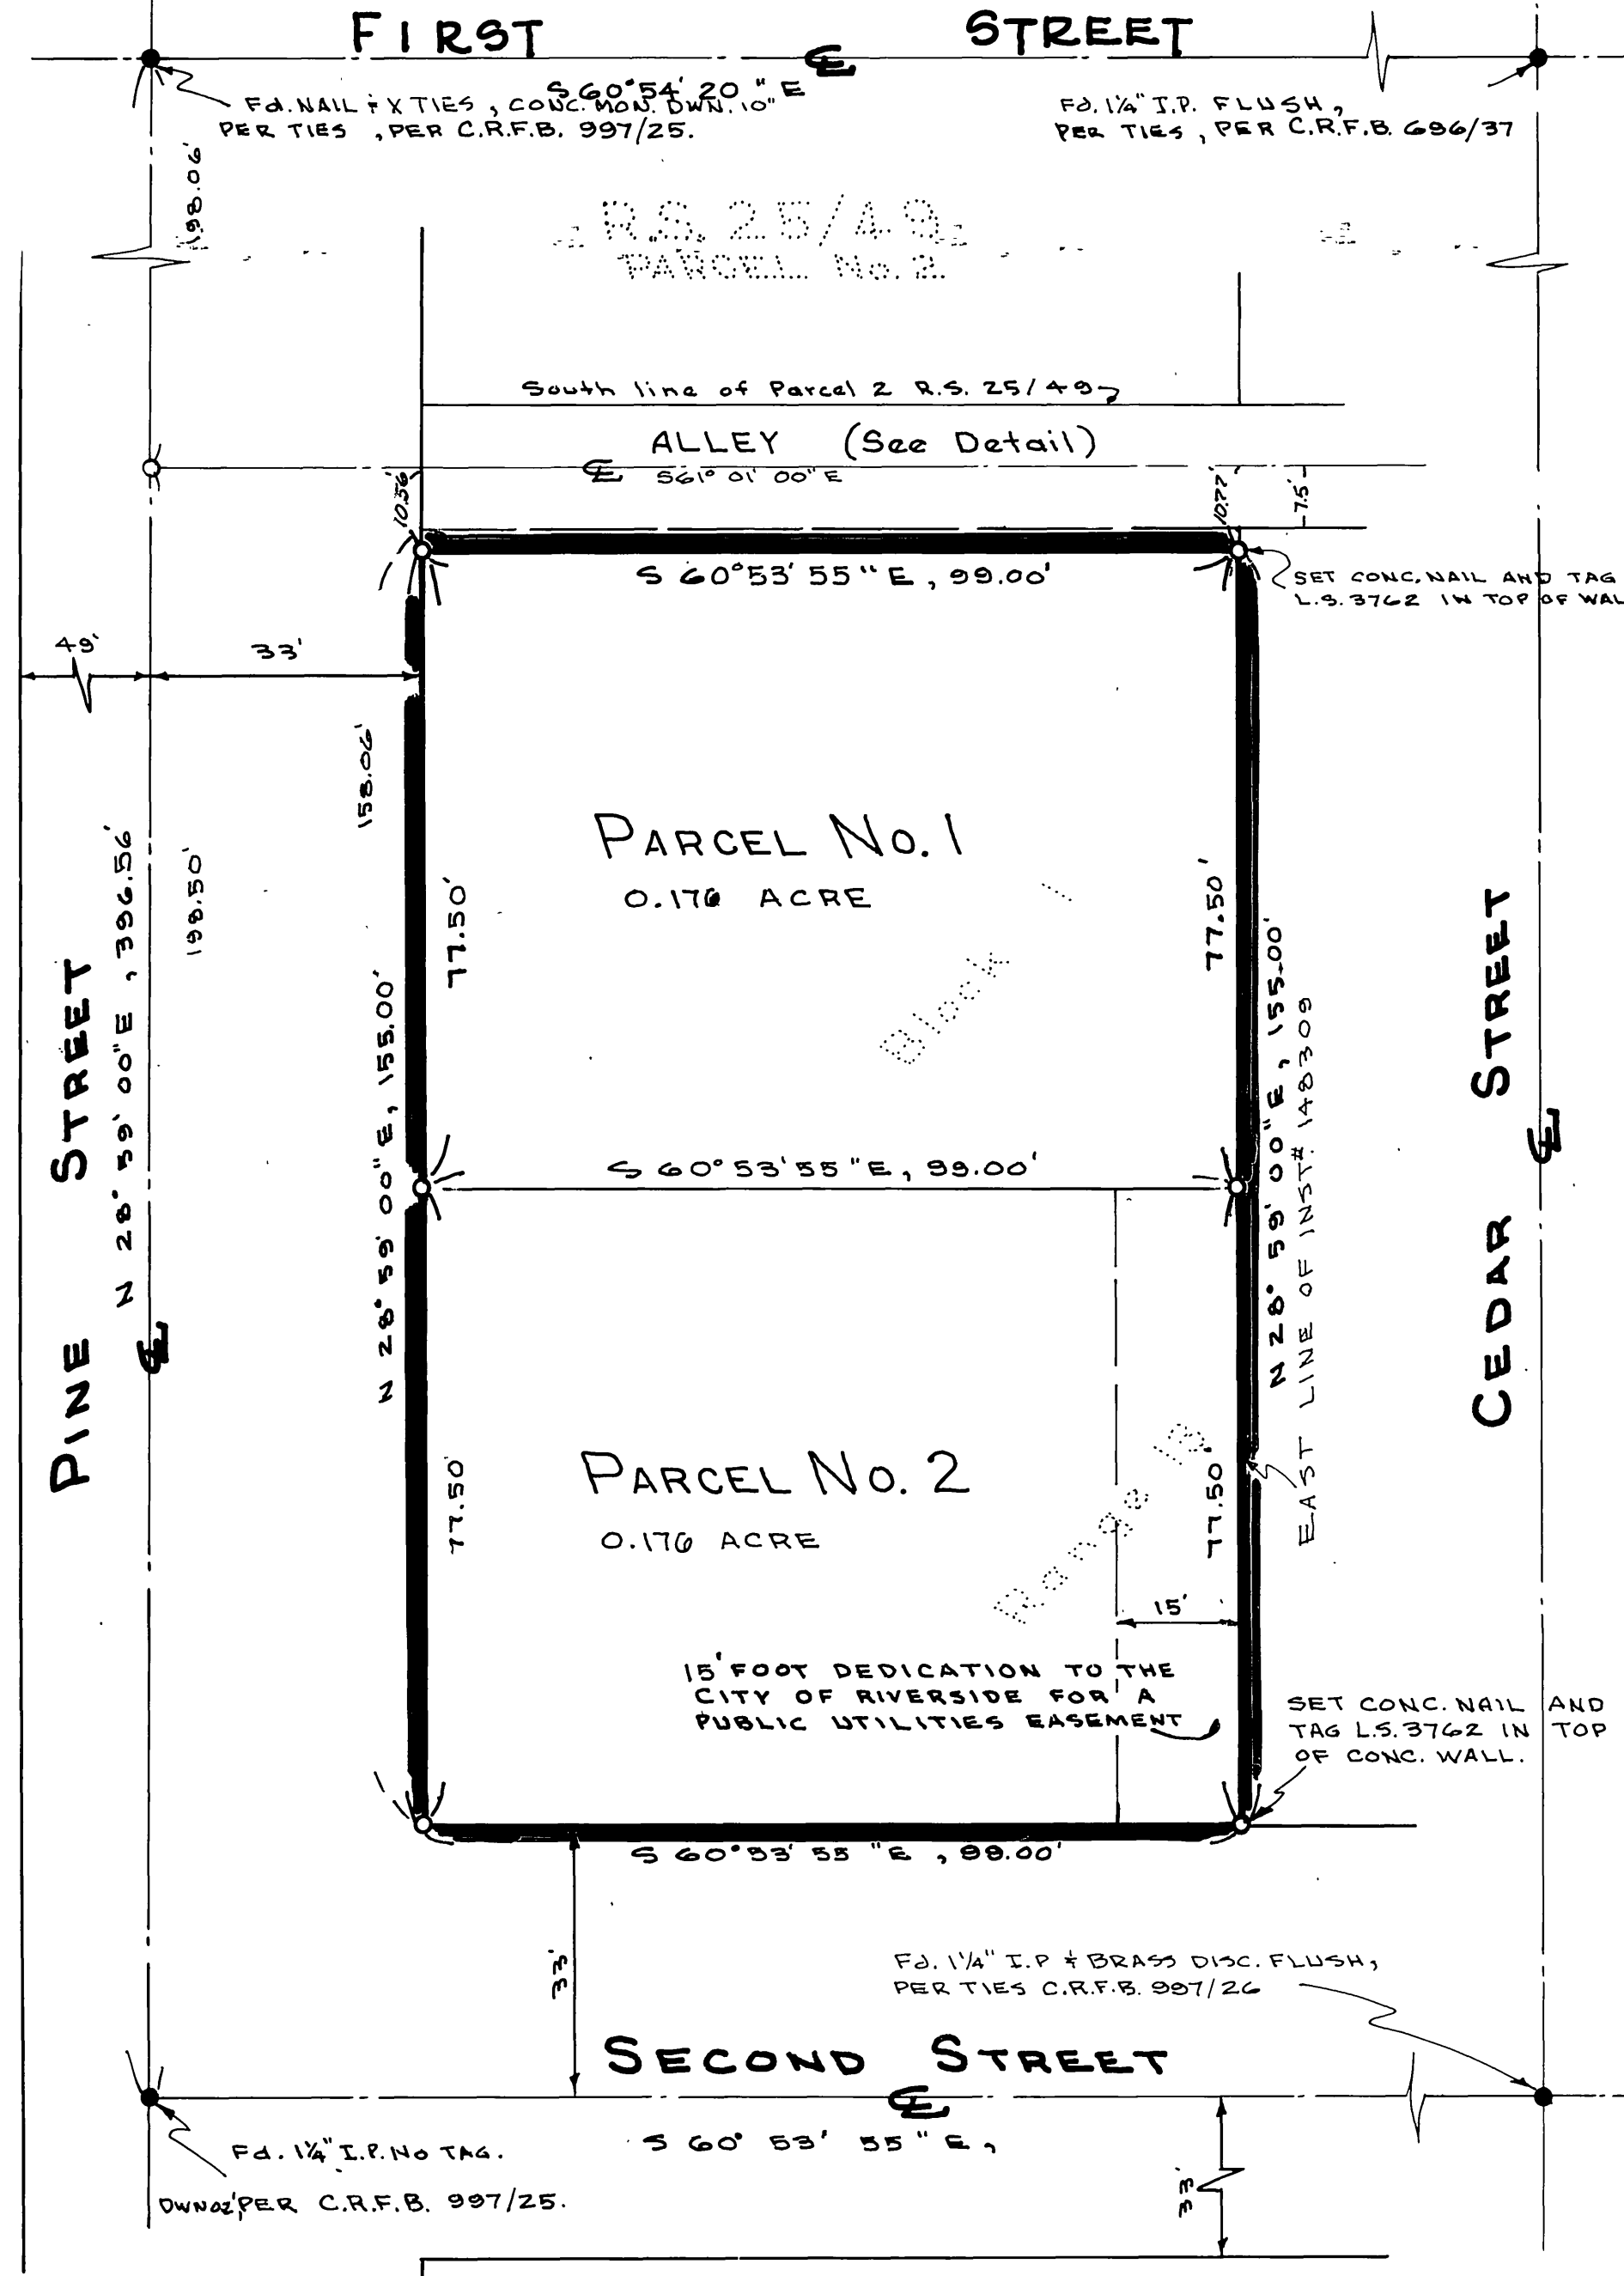 FIRST STREET
℄
S 60°54' 20" E
Fd. NAIL & X TIES, CONC. MON. DWN. 10"
PER TIES, PER C.R.F.B. 997/25.
Fd. 1¼" I.P. FLUSH,
PER TIES, PER C.R.F.B. 696/37
198.06'
R.S. 25/49
PARCEL No. 2
South line of Parcel 2 R.S. 25/49
ALLEY (See Detail)
℄ S61° 01' 00" E
10.56'
10.77'
7.5'
S 60°53' 55" E, 99.00'
SET CONC. NAIL AND TAG
L.S. 3762 IN TOP OF WAL
49'
33'
158.06'
PARCEL No. 1
0.176 ACRE
77.50'
77.50'
Block
1
PINE STREET
N 28° 59' 00" E, 396.56'
℄
198.50'
N 28° 59' 00" E, 155.00'
N 28° 59' 00" E, 155.00'
EAST LINE OF INST.# 148309
CEDAR STREET
℄
S 60°53'55" E, 99.00'
PARCEL No. 2
0.176 ACRE
77.50'
77.50'
Range 13
15'
15' FOOT DEDICATION TO THE
CITY OF RIVERSIDE FOR A
PUBLIC UTILITIES EASEMENT
SET CONC. NAIL AND
TAG L.S. 3762 IN TOP
OF CONC. WALL.
S 60°53' 55" E, 99.00'
33'
Fd. 1¼" I.P & BRASS DISC. FLUSH,
PER TIES C.R.F.B. 997/26
SECOND STREET
℄
S 60° 53' 55" E,
Fd. 1¼" I.P. No TAG.
PER C.R.F.B. 997/25.
33'